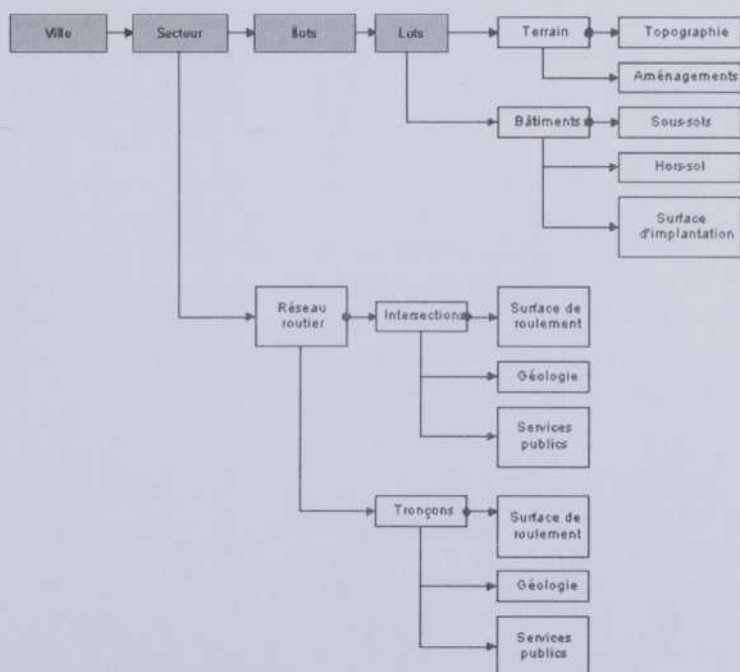 Ville
Secteur
Îlots
Lots
Terrain
Topographie
Aménagements
Bâtiments
Sous-sols
Hors-sol
Surface
d'implantation
Réseau
routier
Intersections
Surface de
roulement
Géologie
Services
publics
Tronçons
Surface de
roulement
Géologie
Services
publics